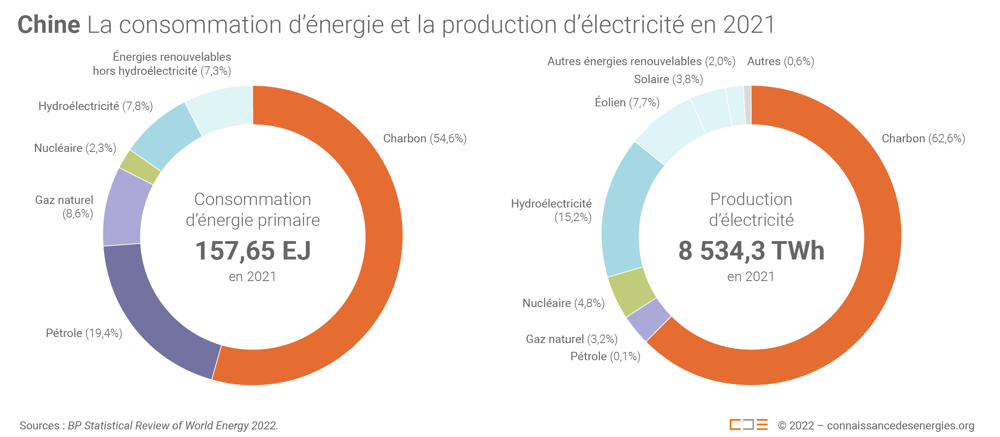 Chine La consommation d’énergie et la production d’électricité en 2021
Énergies renouvelables
hors hydroélectricité (7,3%)
Hydroélectricité (7,8%)
Nucléaire (2,3%)
Gaz naturel
(8,6%)
Pétrole (19,4%)
Charbon (54,6%)
Consommation
d’énergie primaire
157,65 EJ
en 2021
Autres énergies renouvelables (2,0%)
Autres (0,6%)
Solaire (3,8%)
Éolien (7,7%)
Hydroélectricité
(15,2%)
Nucléaire (4,8%)
Gaz naturel (3,2%)
Pétrole (0,1%)
Charbon (62,6%)
Production
d’électricité
8 534,3 TWh
en 2021
Sources : BP Statistical Review of World Energy 2022.
© 2022 – connaissancedesenergies.org